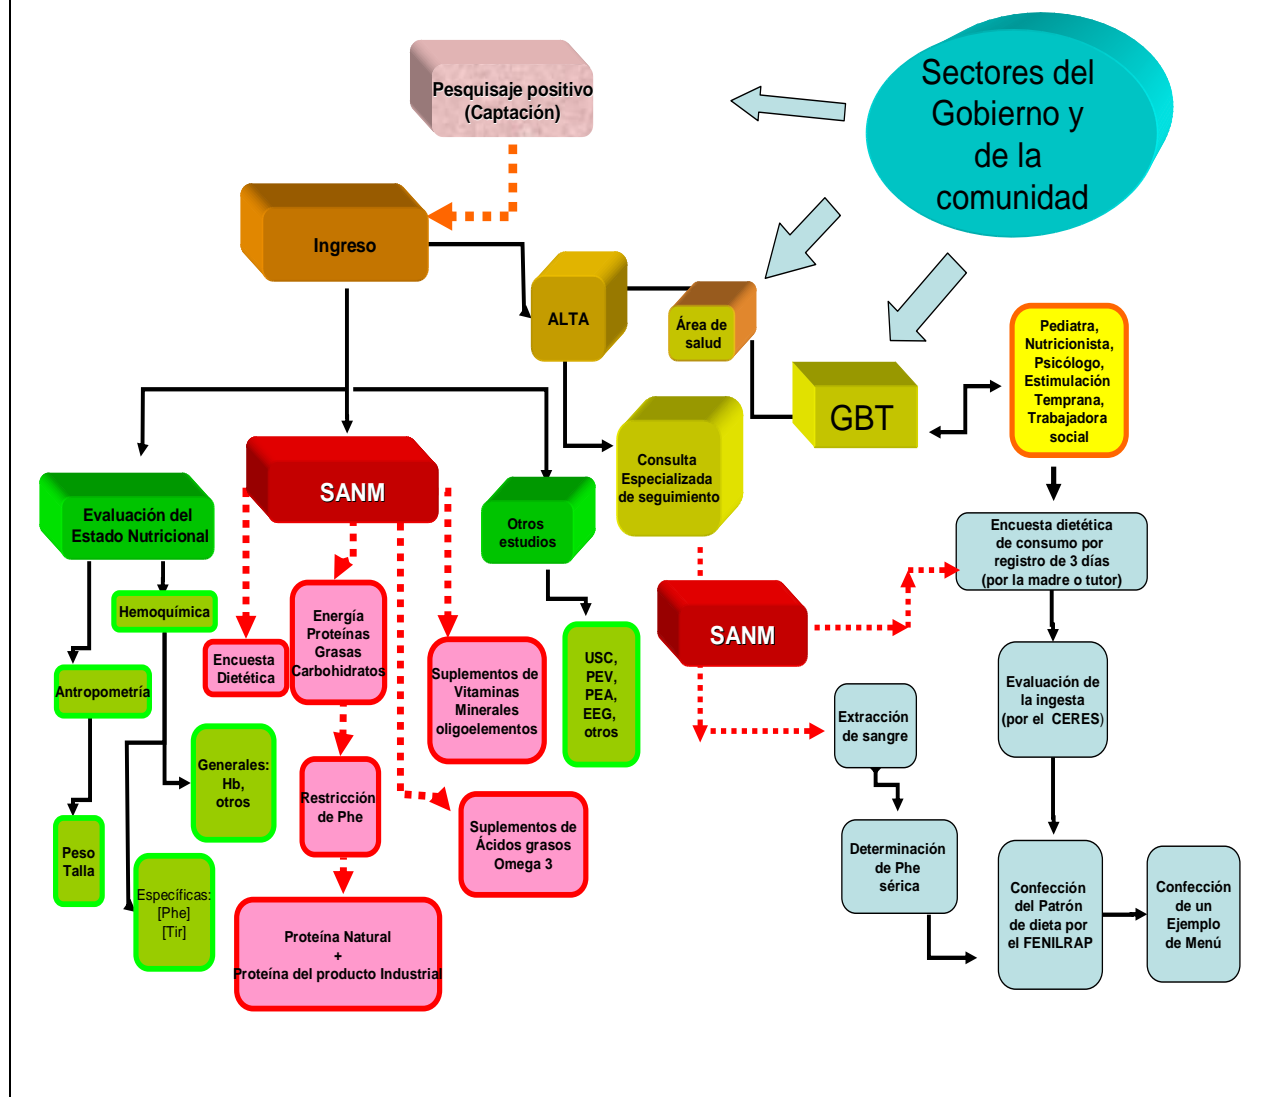 Pesquisaje positivo
(Captación)
Sectores del
Gobierno y
de la
comunidad
Ingreso
ALTA
Área de
salud
GBT
Pediatra,
Nutricionista,
Psicólogo,
Estimulación
Temprana,
Trabajadora
social
Consulta
Especializada
de seguimiento
SANM
Evaluación del
Estado Nutricional
Otros
estudios
Encuesta dietética
de consumo por
registro de 3 días
(por la madre o tutor)
Hemoquímica
Antropometría
Encuesta
Dietética
Energía
Proteínas
Grasas
Carbohidratos
Suplementos de
Vitaminas
Minerales
oligoelementos
USC,
PEV,
PEA,
EEG,
otros
SANM
Extracción
de sangre
Evaluación de
la ingesta
(por el CERES)
Generales:
Hb,
otros
Restricción
de Phe
Suplementos de
Ácidos grasos
Omega 3
Peso
Talla
Específicas:
[Phe]
[Tir]
Determinación
de Phe
sérica
Confección
del Patrón
de dieta por
el FENILRAP
Confección
de un
Ejemplo
de Menú
Proteína Natural
+
Proteína del producto Industrial